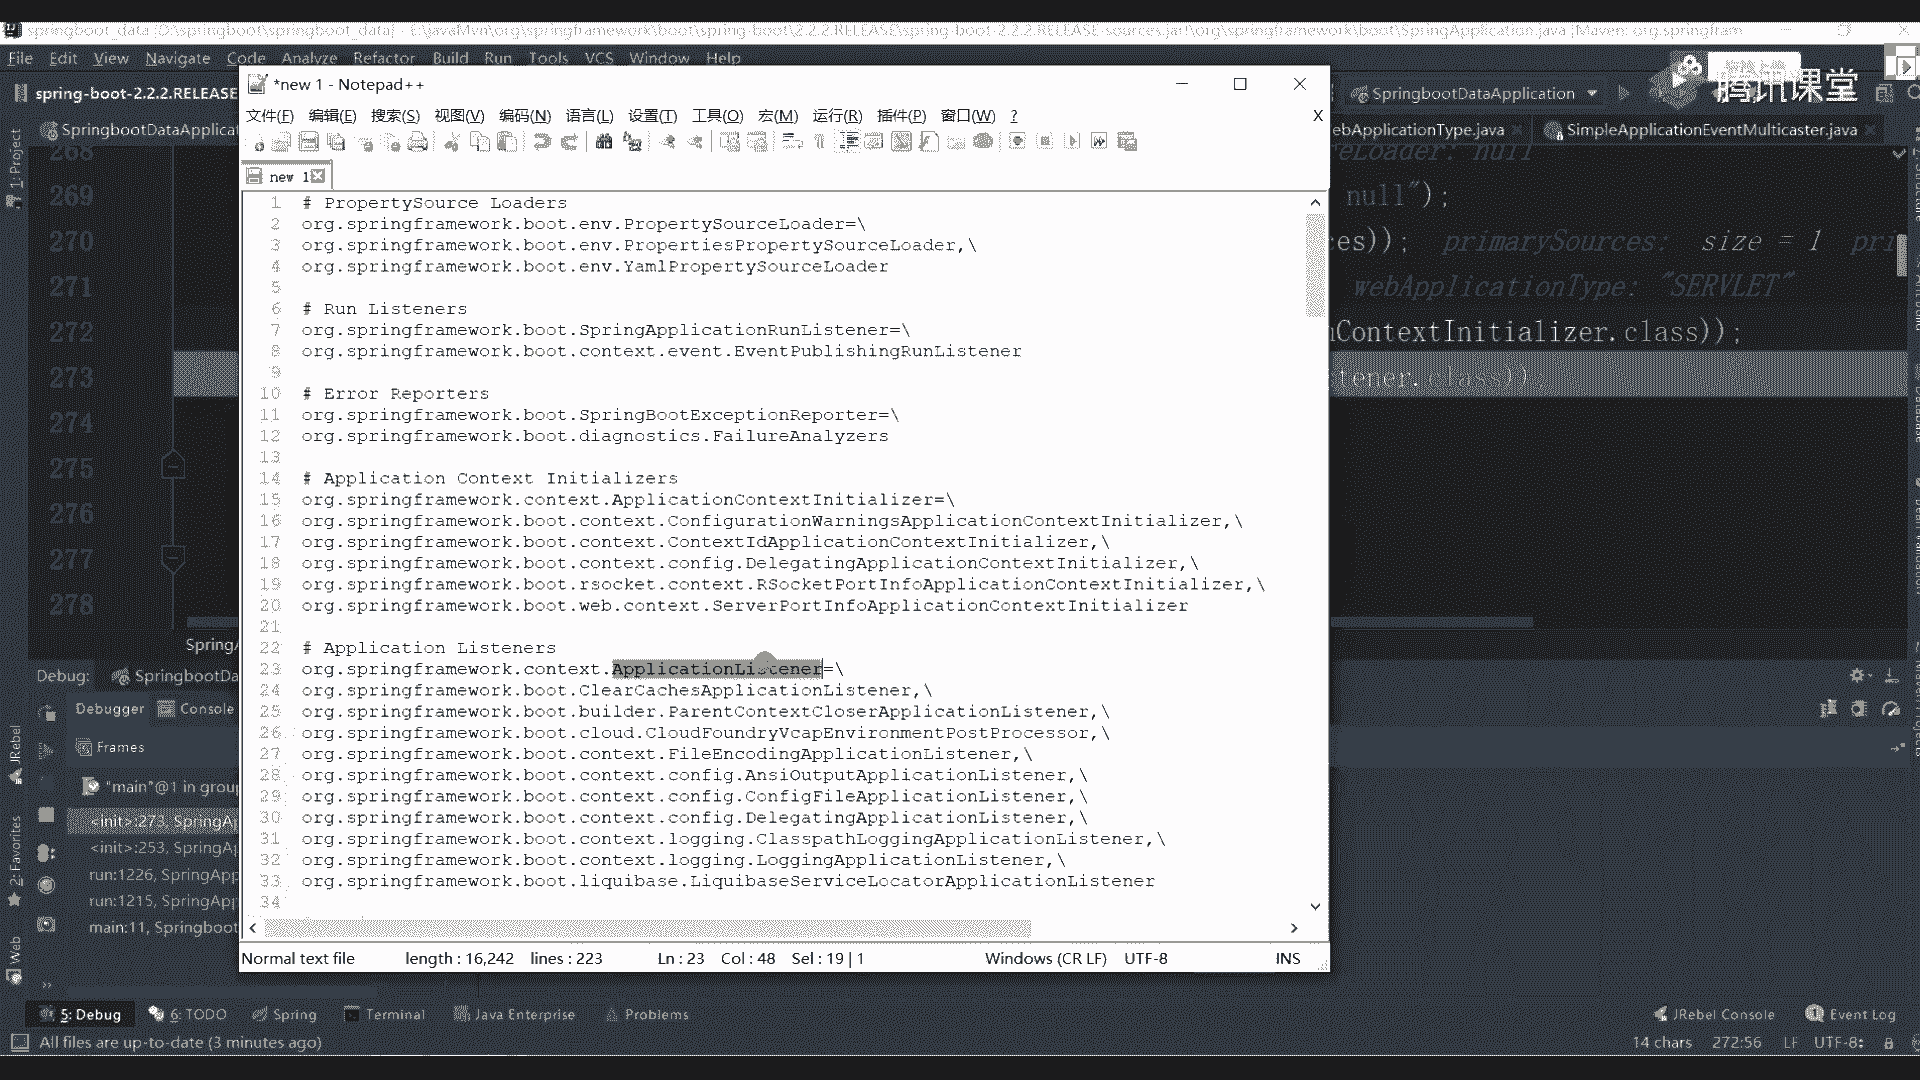 springboot_data [D:\springboot\springboot_data] - E:\javaMvn\org\springframework\boot\spring-boot\2.2.2.RELEASE\spring-boot-2.2.2.RELEASE-sources.jar!\org\springframework\boot\SpringApplication.java [Maven: org.springfram
File Edit View Navigate Code Analyze Refactor Build Run Tools VCS Window Help
spring-boot-2.2.2.RELEASE
SpringbootDataApplication
腾讯课堂
SpringbootDataApplicat
ebApplicationType.java
SimpleApplicationEventMulticaster.java
*new 1 - Notepad++
文件(F) 编辑(E) 搜索(S) 视图(V) 编码(N) 语言(L) 设置(T) 工具(O) 宏(M) 运行(R) 插件(P) 窗口(W) ? X
new 1
1 # PropertySource Loaders
2 org.springframework.boot.env.PropertySourceLoader=\
3 org.springframework.boot.env.PropertiesPropertySourceLoader,\
4 org.springframework.boot.env.YamlPropertySourceLoader
5
6 # Run Listeners
7 org.springframework.boot.SpringApplicationRunListener=\
8 org.springframework.boot.context.event.EventPublishingRunListener
9
10 # Error Reporters
11 org.springframework.boot.SpringBootExceptionReporter=\
12 org.springframework.boot.diagnostics.FailureAnalyzers
13
14 # Application Context Initializers
15 org.springframework.context.ApplicationContextInitializer=\
16 org.springframework.boot.context.ConfigurationWarningsApplicationContextInitializer,\
17 org.springframework.boot.context.ContextIdApplicationContextInitializer,\
18 org.springframework.boot.context.config.DelegatingApplicationContextInitializer,\
19 org.springframework.boot.rsocket.context.RSocketPortInfoApplicationContextInitializer,\
20 org.springframework.boot.web.context.ServerPortInfoApplicationContextInitializer
21
22 # Application Listeners
23 org.springframework.context.ApplicationListener=\
24 org.springframework.boot.ClearCachesApplicationListener,\
25 org.springframework.boot.builder.ParentContextCloserApplicationListener,\
26 org.springframework.boot.cloud.CloudFoundryVcapEnvironmentPostProcessor,\
27 org.springframework.boot.context.FileEncodingApplicationListener,\
28 org.springframework.boot.context.config.AnsiOutputApplicationListener,\
29 org.springframework.boot.context.config.ConfigFileApplicationListener,\
30 org.springframework.boot.context.config.DelegatingApplicationListener,\
31 org.springframework.boot.context.logging.ClasspathLoggingApplicationListener,\
32 org.springframework.boot.context.logging.LoggingApplicationListener,\
33 org.springframework.boot.liquibase.LiquibaseServiceLocatorApplicationListener
34
Normal text file length : 16,242 lines : 223 Ln : 23 Col : 48 Sel : 19 | 1 Windows (CR LF) UTF-8 INS
268 reLoader: null
269 null");
270 es)); primarySources: size = 1 pri
271 webApplicationType: "SERVLET"
272 nContextInitializer.class));
273 tener.class))
274
275
276
277
278
Spring
1: Project
JRebel
2: Favorites
Web
Debug: SpringbootDa
Debugger Console
Frames
"main"@1 in grou
<init>:273, SpringAp
<init>:253, SpringAp
run:1226, SpringApp
run:1215, SpringApp
main:11, Springboot
5: Debug 6: TODO Spring Terminal Java Enterprise Problems JRebel Console Event Log
All files are up-to-date (3 minutes ago) 14 chars 272:56 LF UTF-8